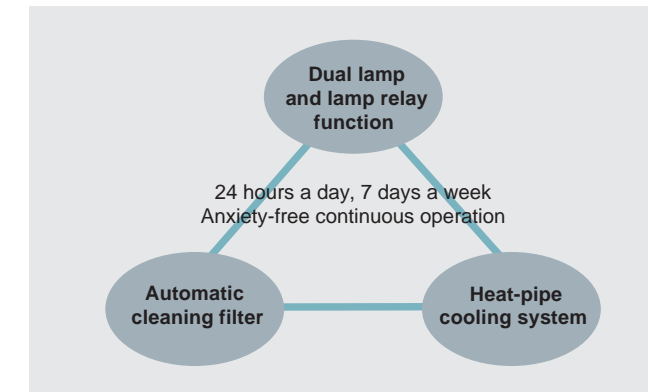 Dual lamp
and lamp relay
function
24 hours a day, 7 days a week
Anxiety-free continuous operation
Automatic
cleaning filter
Heat-pipe
cooling system